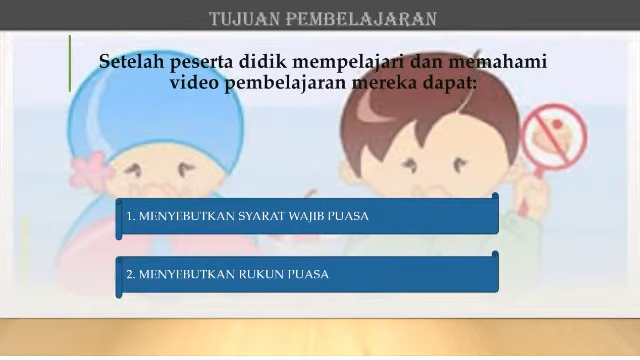 TUJUAN PEMBELAJARAN
Setelah peserta didik mempelajari dan memahami
video pembelajaran mereka dapat:
1. MENYEBUTKAN SYARAT WAJIB PUASA
2. MENYEBUTKAN RUKUN PUASA